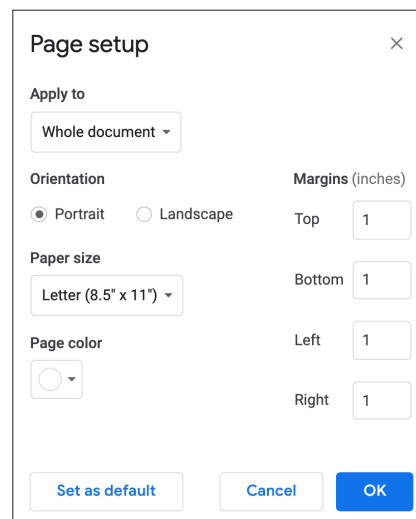 Page setup
Apply to
Whole document
Orientation
Portrait Landscape
Paper size
Letter (8.5" x 11")
Page color
Margins (inches)
Top 1
Bottom 1
Left 1
Right 1
Set as default Cancel OK